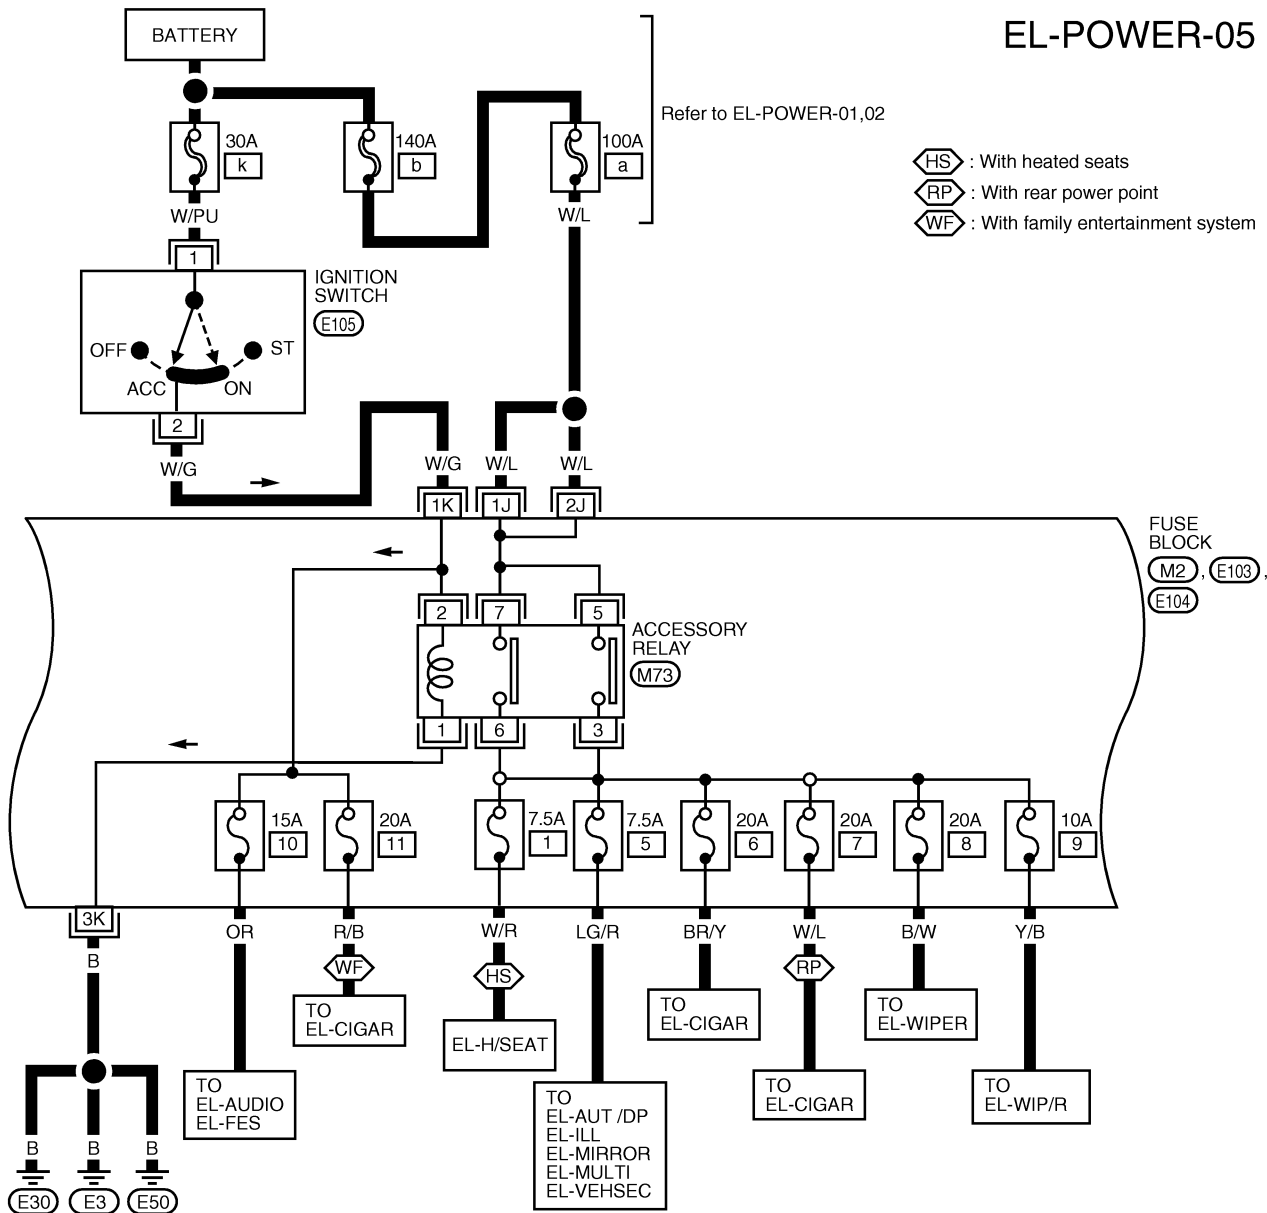 BATTERY
EL-POWER-05
Refer to EL-POWER-01,02
30A
k
140A
b
100A
a
HS : With heated seats
RP : With rear power point
WF : With family entertainment system
W/PU
W/L
1
IGNITION
SWITCH
E105
OFF
ST
ACC
ON
2
W/G
W/G
W/L
W/L
1K
1J
2J
FUSE
BLOCK
M2 , E103 ,
E104
2
7
5
ACCESSORY
RELAY
M73
1
6
3
15A
10
20A
11
7.5A
1
7.5A
5
20A
6
20A
7
20A
8
10A
9
3K
B
OR
R/B
W/R
LG/R
BR/Y
W/L
B/W
Y/B
WF
HS
RP
TO
EL-CIGAR
EL-H/SEAT
TO
EL-CIGAR
TO
EL-WIPER
TO
EL-AUDIO
EL-FES
TO
EL-AUT /DP
EL-ILL
EL-MIRROR
EL-MULTI
EL-VEHSEC
TO
EL-CIGAR
TO
EL-WIP/R
B
B
B
E30
E3
E50